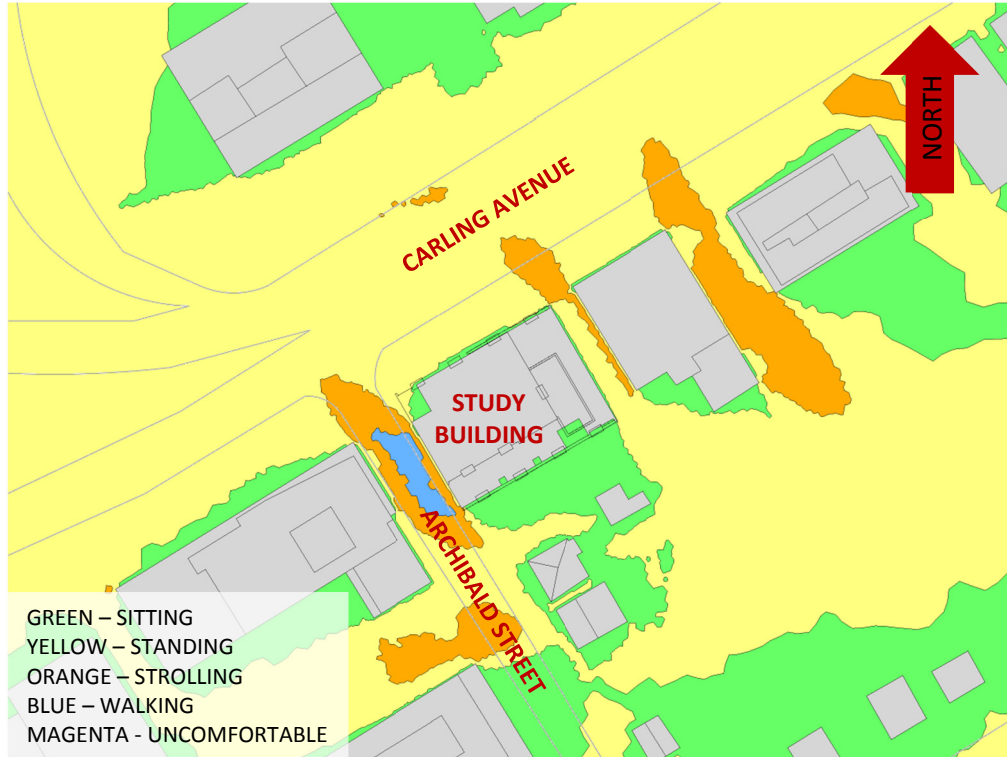 NORTH
CARLING AVENUE
STUDY
BUILDING
ARCHIBALD STREET
GREEN – SITTING
YELLOW – STANDING
ORANGE – STROLLING
BLUE – WALKING
MAGENTA - UNCOMFORTABLE